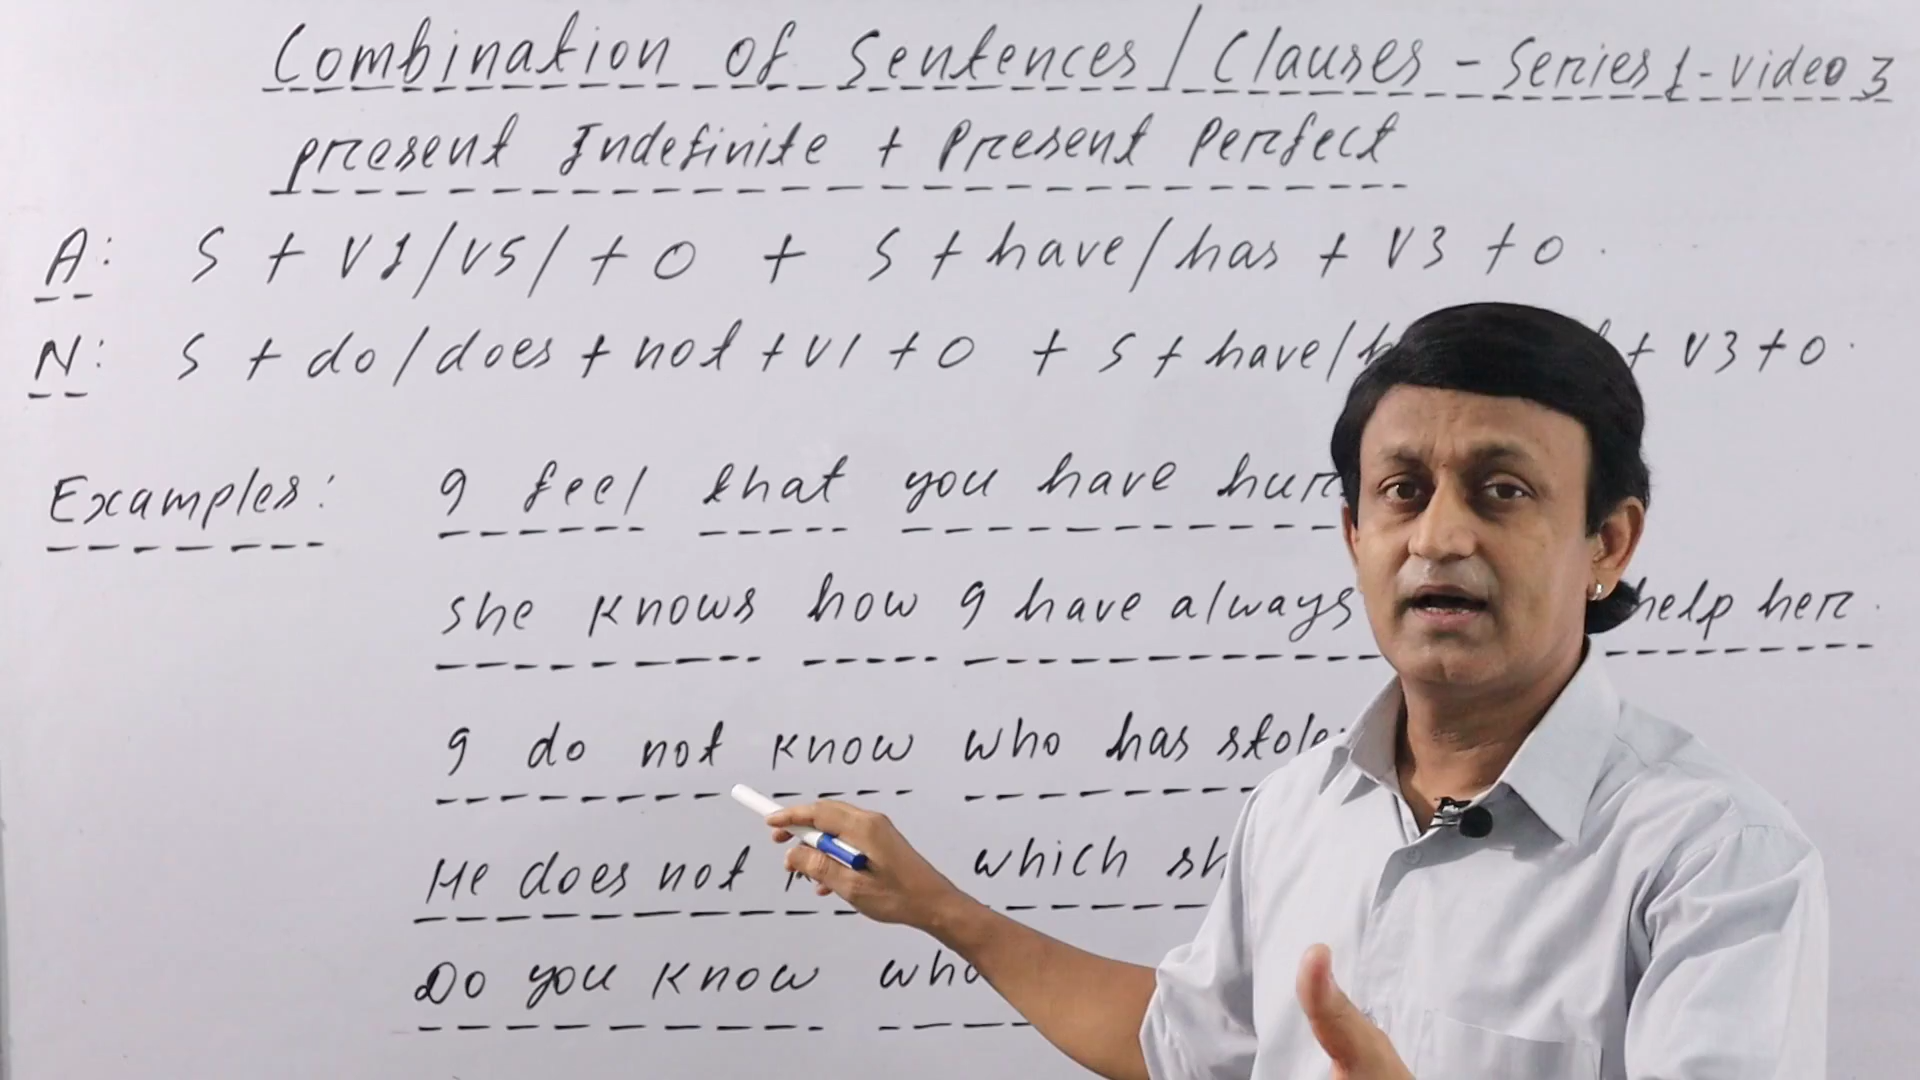 Combination of Sentences / Clauses - Series 1 - Video 3
Present Indefinite + Present Perfect
A: S + V1/V5/ + O + S + have/has + V3 + O.
N: S + do/does + not + V1 + O + S + have/ + V3 + O.
Examples: I feel that you have
She knows how I have always help her.
I do not know who has
He does not which
Do you know